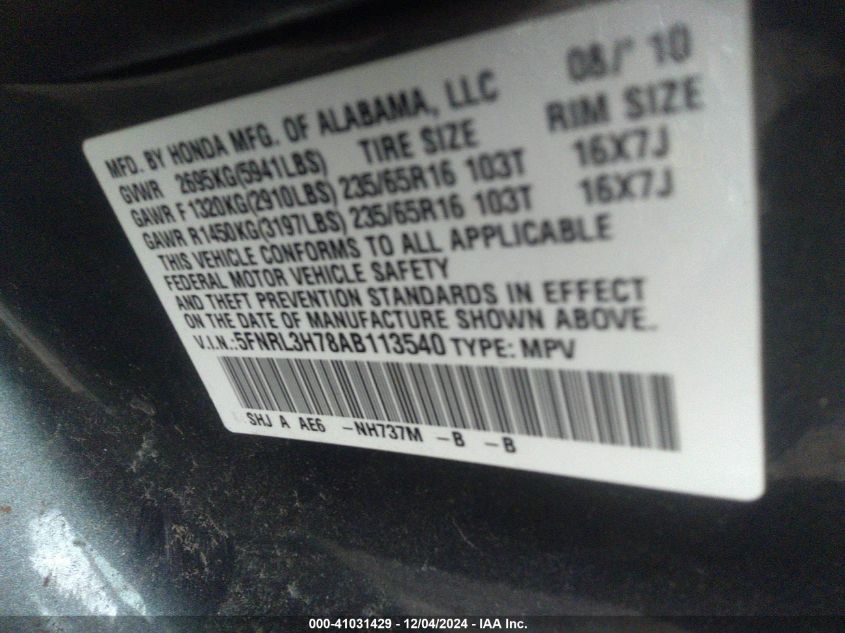 08/" 10
MFD. BY HONDA MFG. OF ALABAMA, LLC
GVWR 2695KG(5941LBS) TIRE SIZE RIM SIZE
GAWR F 1320KG(2910LBS) 235/65R16 103T 16X7J
GAWR R1450KG(3197LBS) 235/65R16 103T 16X7J
THIS VEHICLE CONFORMS TO ALL APPLICABLE
FEDERAL MOTOR VEHICLE SAFETY
AND THEFT PREVENTION STANDARDS IN EFFECT
ON THE DATE OF MANUFACTURE SHOWN ABOVE.
V.I.N.:5FNRL3H78AB113540 TYPE: MPV
SHJ A AE6 -NH737M -B -B
000-41031429 - 12/04/2024 - IAA Inc.